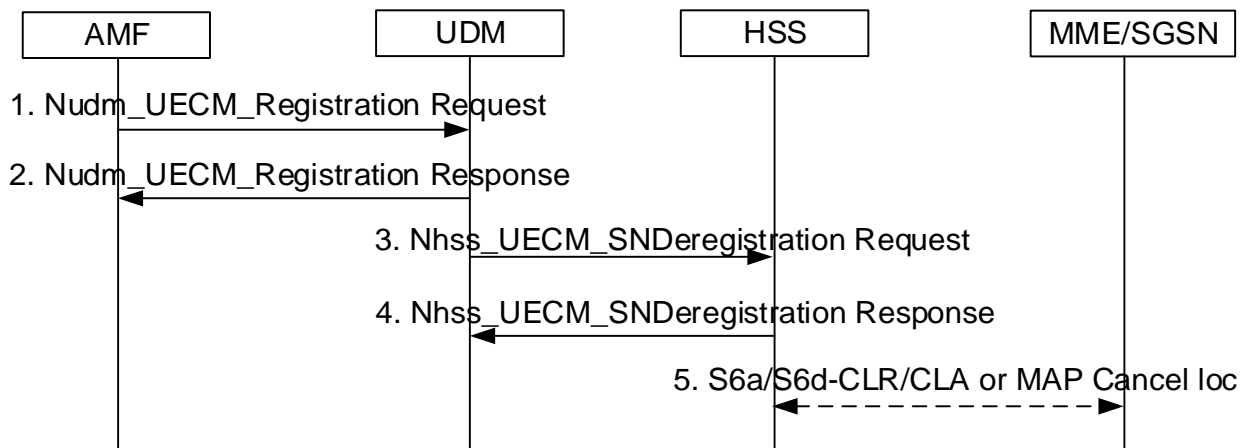 AMF
UDM
HSS
MME/SGSN
1. Nudm_UECM_Registration Request
2. Nudm_UECM_Registration Response
3. Nhss_UECM_SNDeregistration Request
4. Nhss_UECM_SNDeregistration Response
5. S6a/S6d-CLR/CLA or MAP Cancel loc